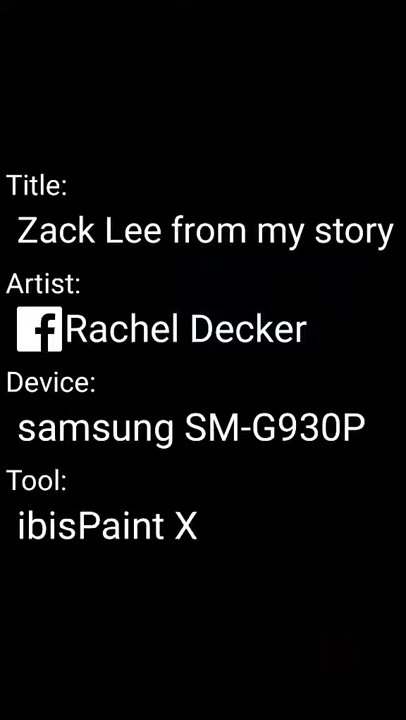 Title:
Zack Lee from my story
Artist:
Rachel Decker
Device:
samsung SM-G930P
Tool:
ibisPaint X